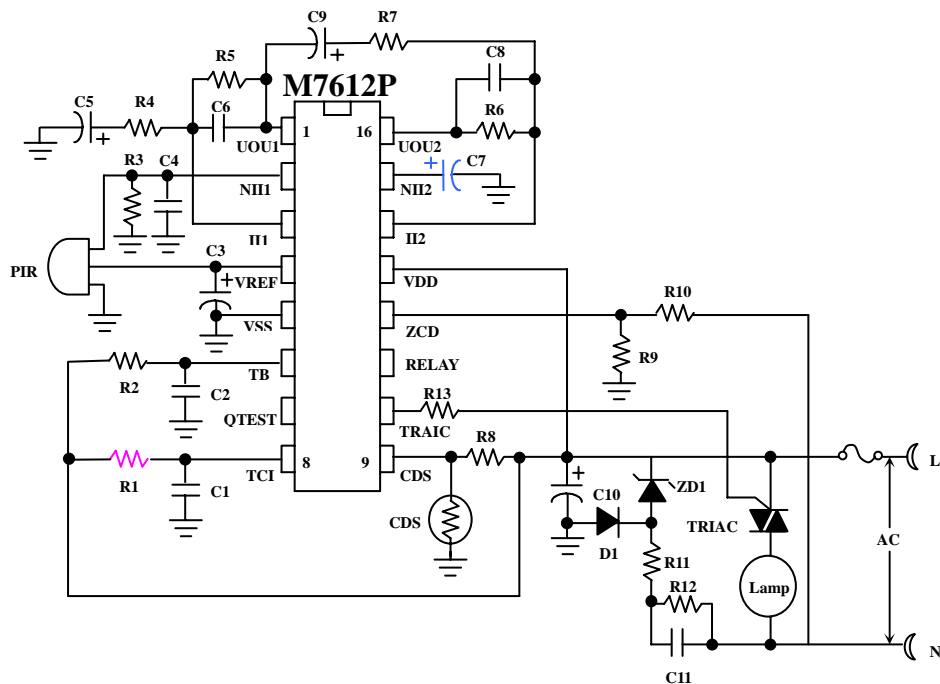 C9
R7
R5
C8
M7612P
C5
R4
C6
R6
1
16
UOU1
UOU2
R3
C4
C7
NII1
NII2
II1
II2
PIR
C3
VREF
VDD
R10
VSS
ZCD
R9
RELAY
R2
TB
C2
R13
QTEST
TRAIC
R8
8
9
L
R1
TCI
CDS
C1
ZD1
C10
CDS
TRIAC
AC
D1
R11
R12
Lamp
N
C11